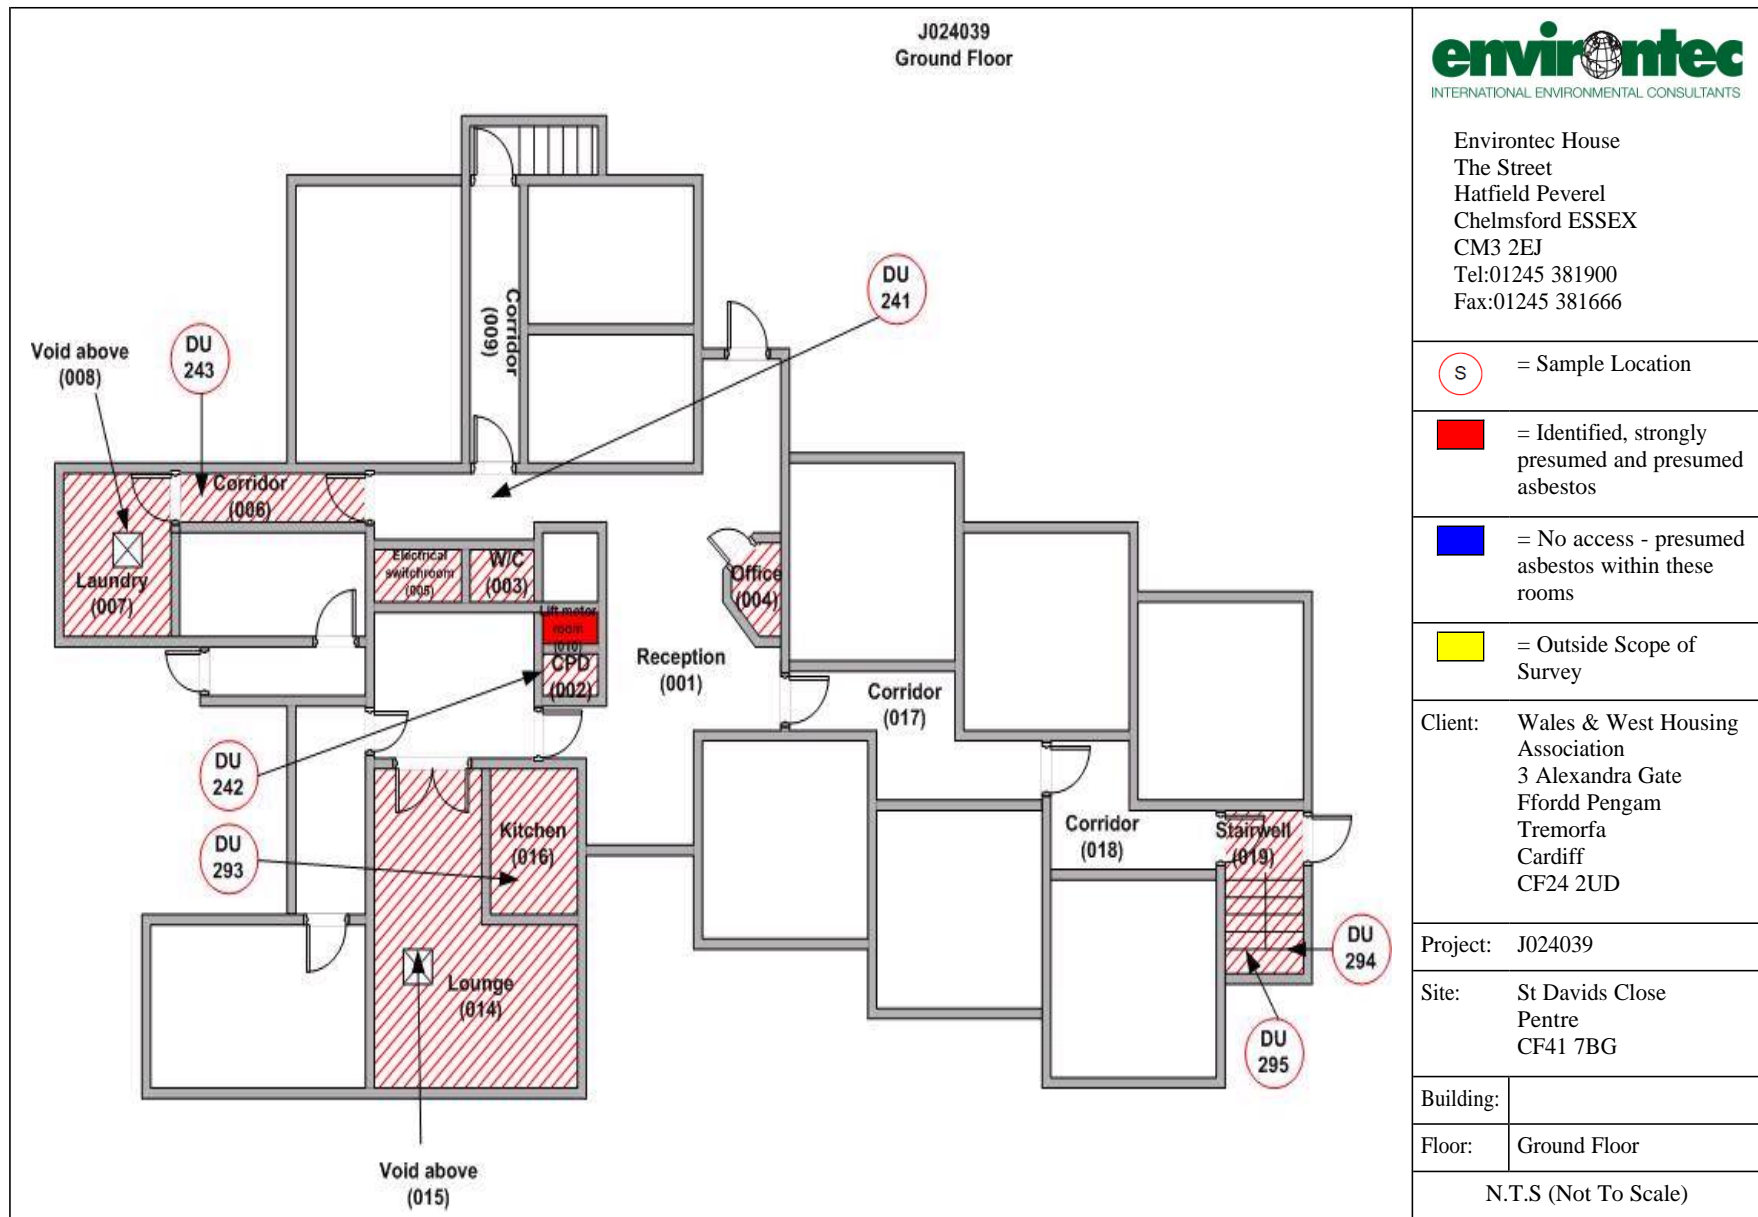 J024039
Ground Floor
DU
241
Corridor
(009)
Void above
(008)
DU
243
Corridor
(006)
Electrical
switchroom
(005)
W/C
(003)
Office
(004)
Laundry
(007)
Lift motor
room
(010)
CPD
(002)
Reception
(001)
Corridor
(017)
DU
242
Kitchen
(016)
DU
293
Corridor
(018)
Stairwell
(019)
DU
294
Lounge
(014)
DU
295
Void above
(015)
environtec
INTERNATIONAL ENVIRONMENTAL CONSULTANTS
Environtec House
The Street
Hatfield Peverel
Chelmsford ESSEX
CM3 2EJ
Tel:01245 381900
Fax:01245 381666
S = Sample Location
= Identified, strongly
presumed and presumed
asbestos
= No access - presumed
asbestos within these
rooms
= Outside Scope of
Survey
Client: Wales & West Housing
Association
3 Alexandra Gate
Ffordd Pengam
Tremorfa
Cardiff
CF24 2UD
Project: J024039
Site: St Davids Close
Pentre
CF41 7BG
Building:
Floor: Ground Floor
N.T.S (Not To Scale)